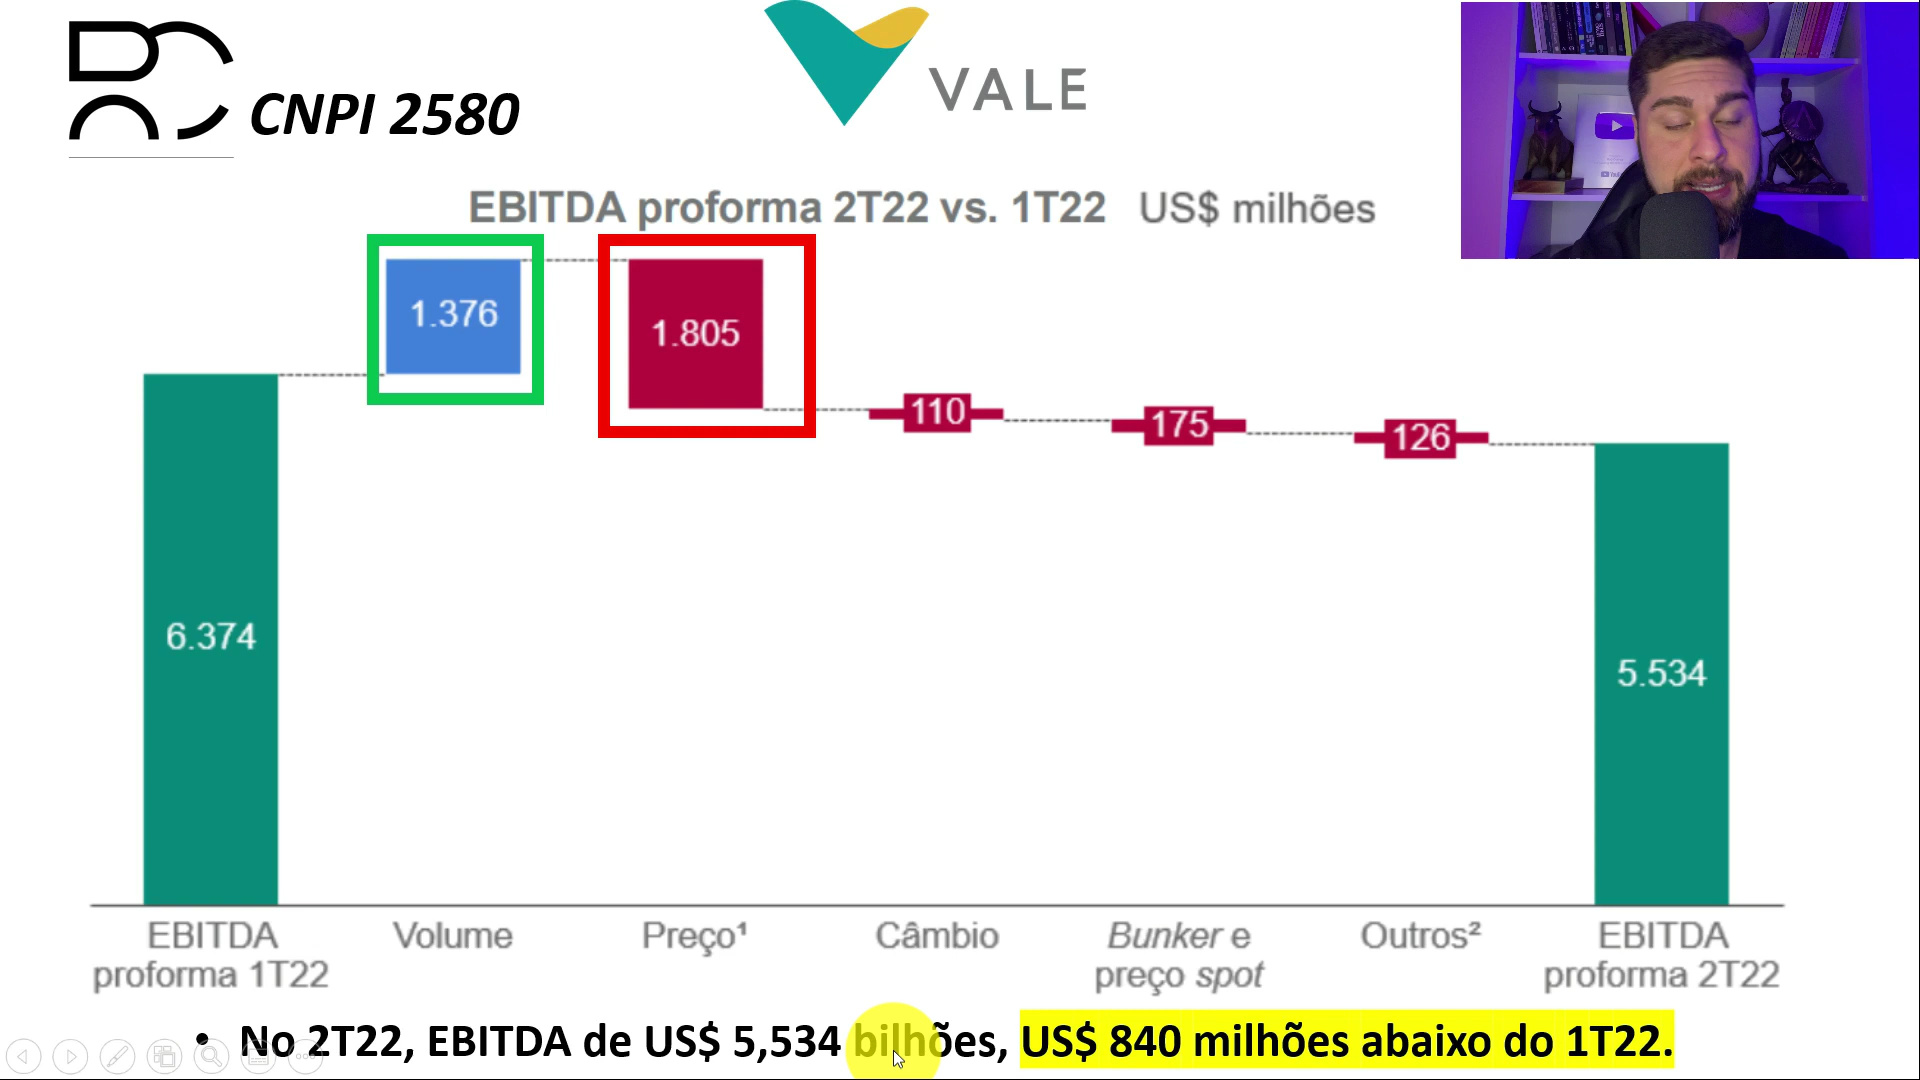 CNPI 2580
VALE
EBITDA proforma 2T22 vs. 1T22 US$ milhões
1.376
1.805
110
175
126
6.374
5.534
EBITDA
proforma 1T22
Volume
Preço¹
Câmbio
Bunker e
preço spot
Outros²
EBITDA
proforma 2T22
• No 2T22, EBITDA de US$ 5,534 bilhões, US$ 840 milhões abaixo do 1T22.